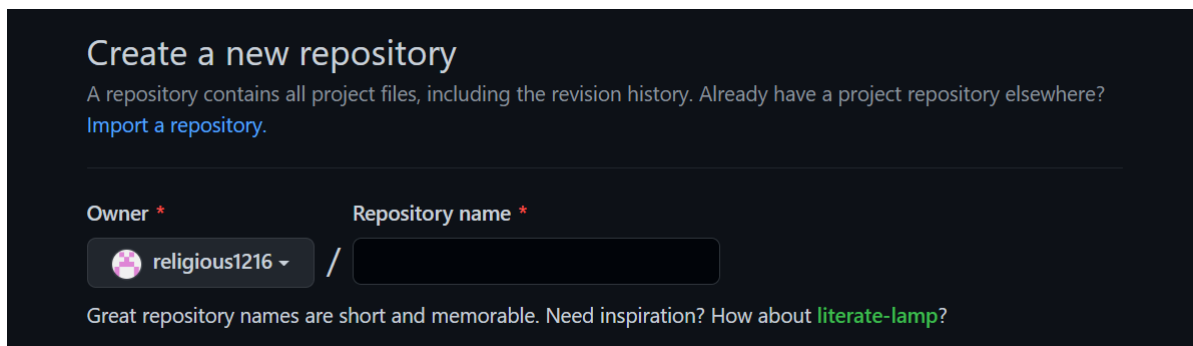 Create a new repository
A repository contains all project files, including the revision history. Already have a project repository elsewhere?
Import a repository.
Owner * Repository name *
religious1216 /
Great repository names are short and memorable. Need inspiration? How about literate-lamp?